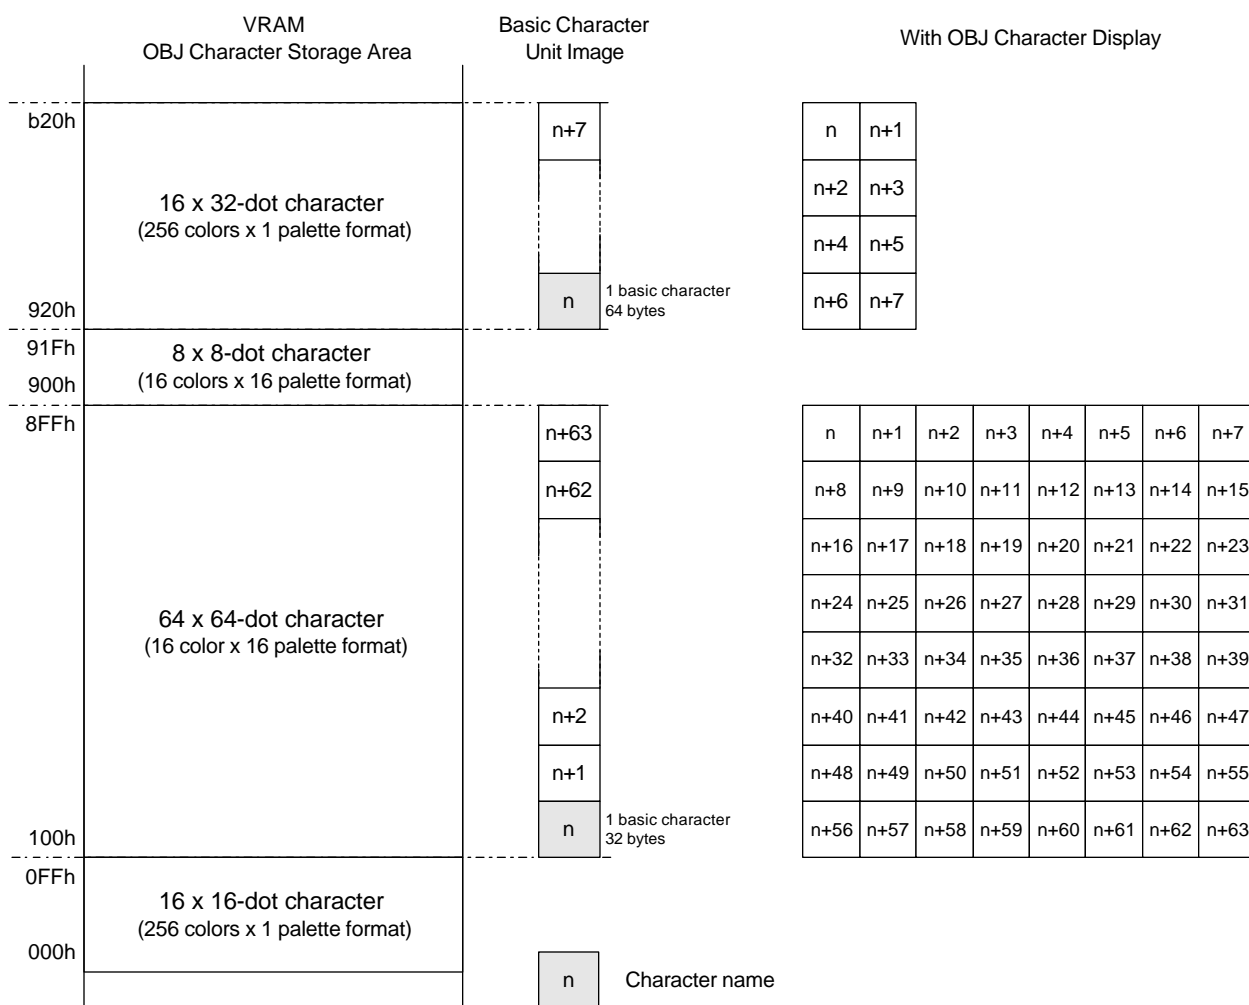 VRAM
OBJ Character Storage Area
Basic Character
Unit Image
With OBJ Character Display
b20h
16 x 32-dot character
(256 colors x 1 palette format)
920h
n+7
n
1 basic character
64 bytes
n n+1
n+2 n+3
n+4 n+5
n+6 n+7
91Fh
8 x 8-dot character
(16 colors x 16 palette format)
900h
8FFh
64 x 64-dot character
(16 color x 16 palette format)
100h
n+63
n+62
n+2
n+1
n
1 basic character
32 bytes
n n+1 n+2 n+3 n+4 n+5 n+6 n+7
n+8 n+9 n+10 n+11 n+12 n+13 n+14 n+15
n+16 n+17 n+18 n+19 n+20 n+21 n+22 n+23
n+24 n+25 n+26 n+27 n+28 n+29 n+30 n+31
n+32 n+33 n+34 n+35 n+36 n+37 n+38 n+39
n+40 n+41 n+42 n+43 n+44 n+45 n+46 n+47
n+48 n+49 n+50 n+51 n+52 n+53 n+54 n+55
n+56 n+57 n+58 n+59 n+60 n+61 n+62 n+63
0FFh
16 x 16-dot character
(256 colors x 1 palette format)
000h
n Character name